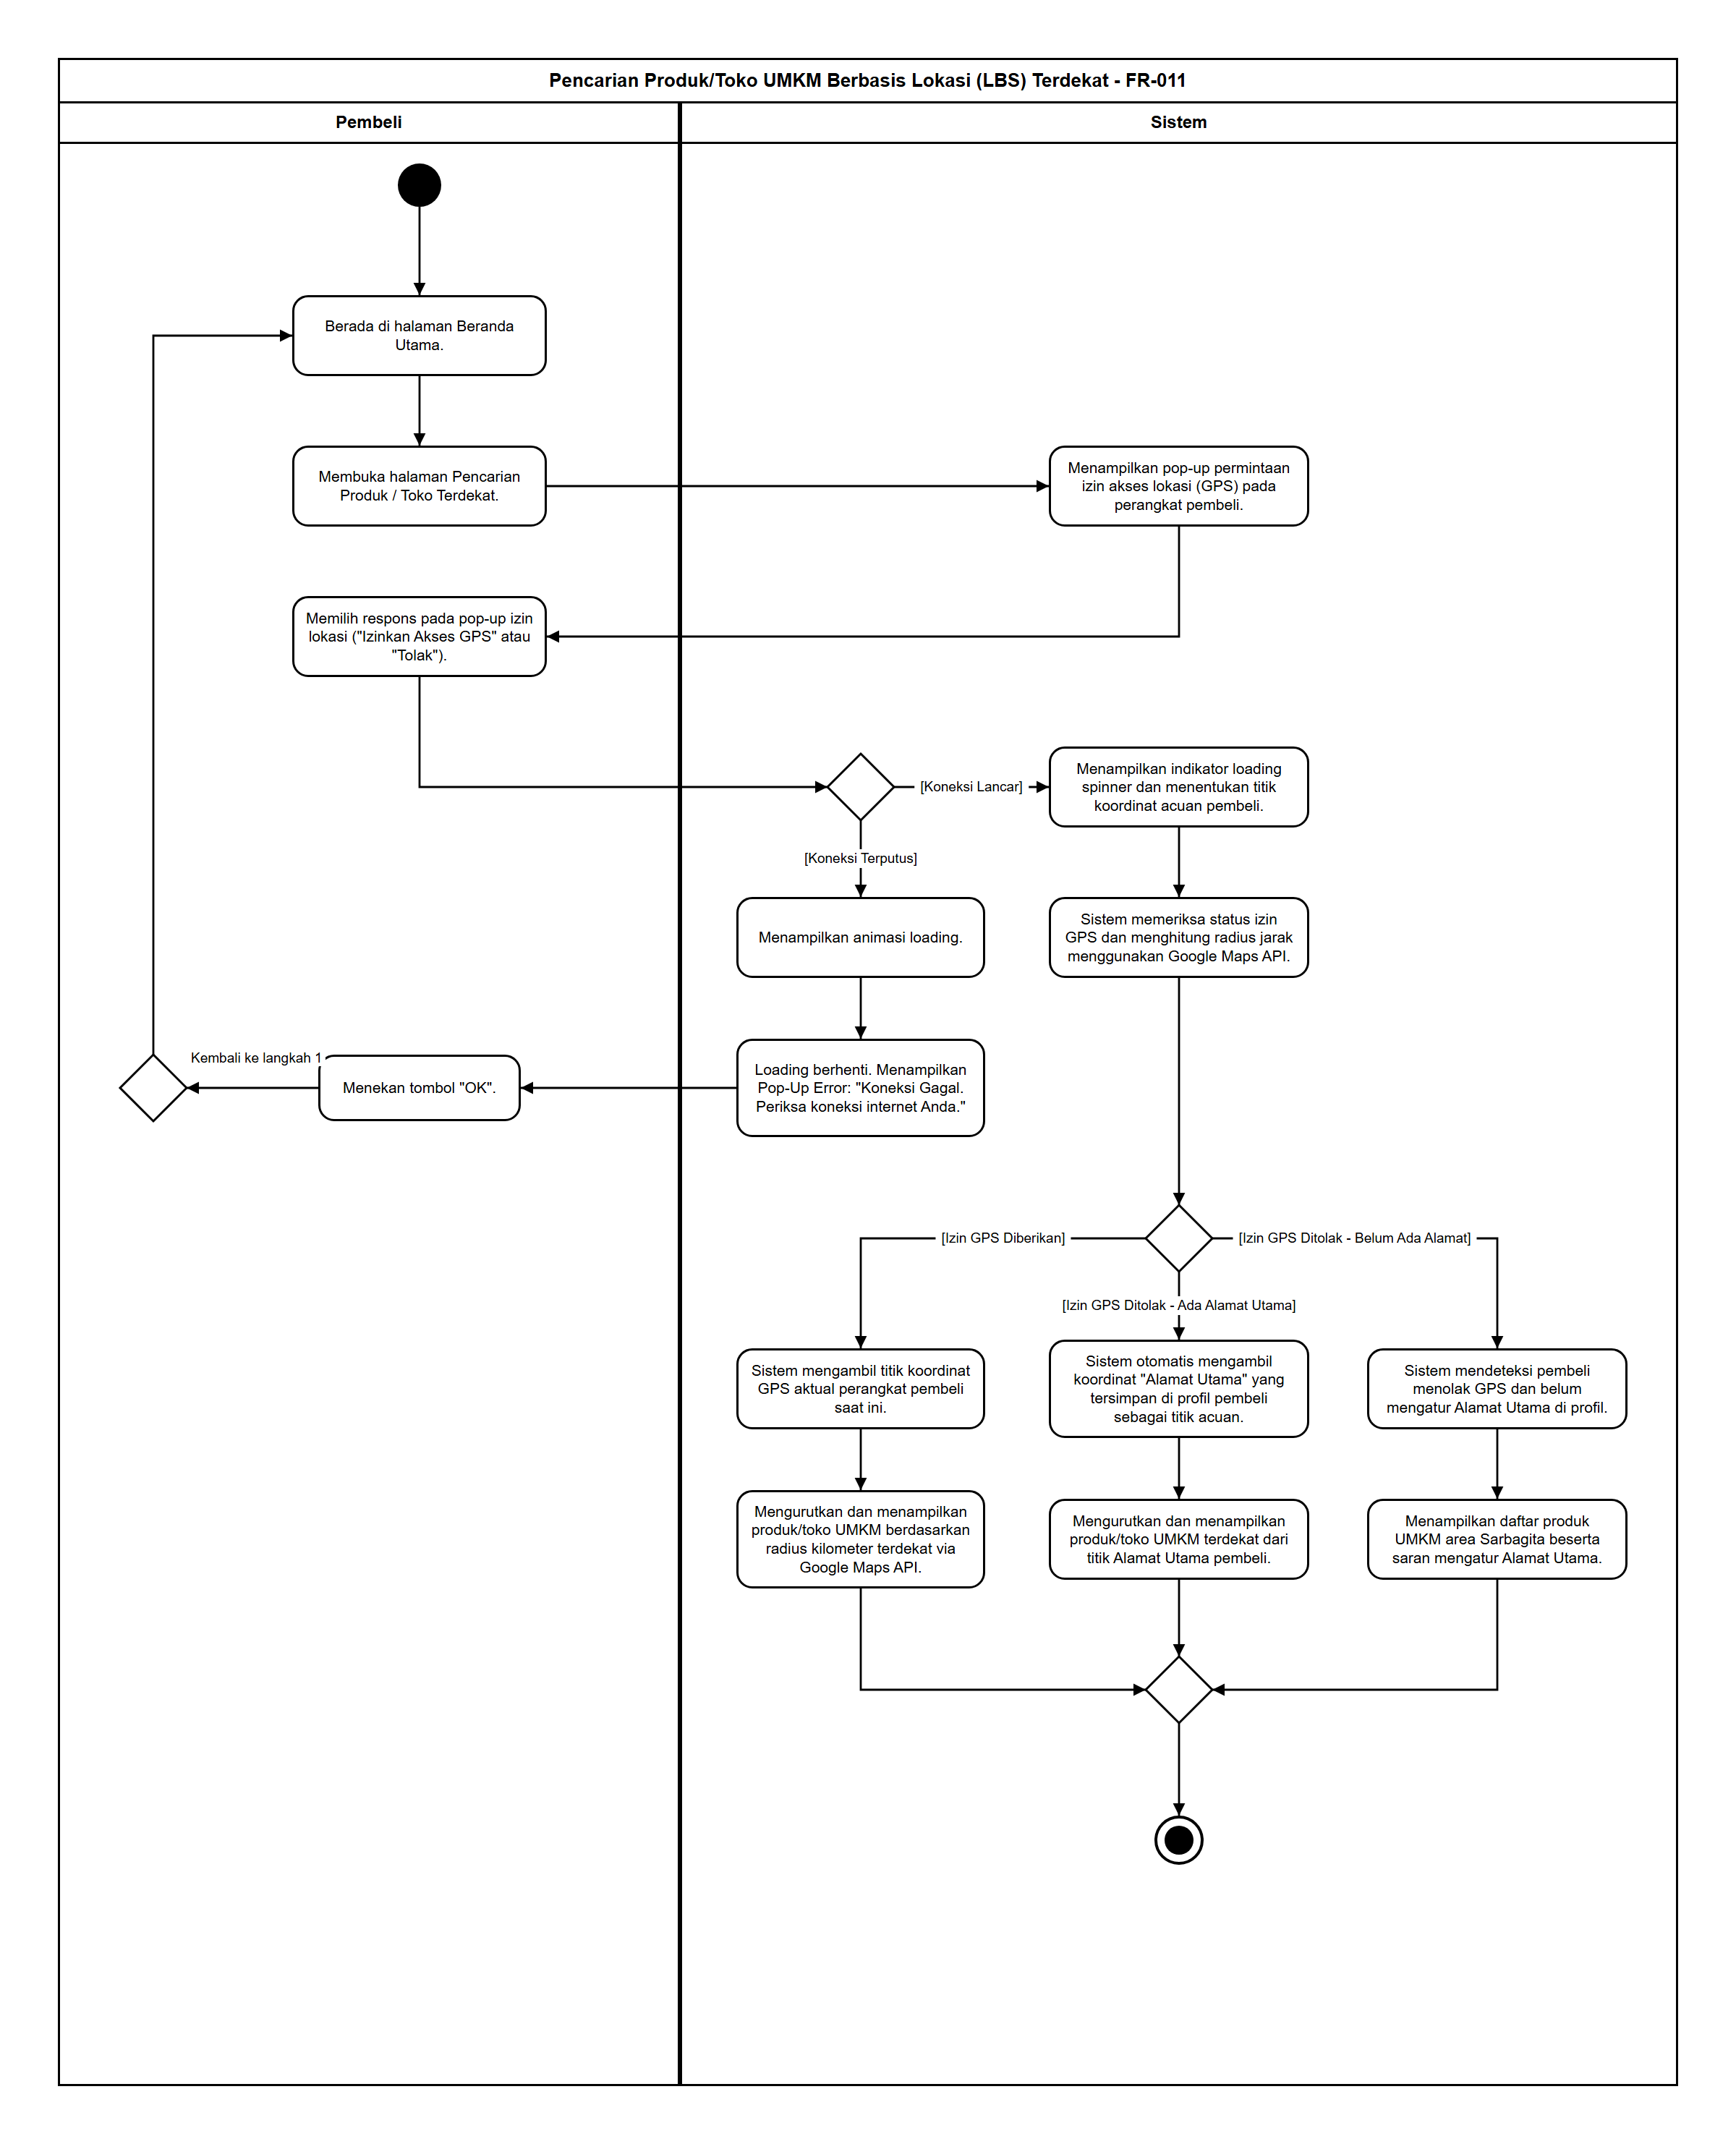 Pencarian Produk/Toko UMKM Berbasis Lokasi (LBS) Terdekat - FR-011
Pembeli
Sistem
Berada di halaman Beranda
Utama.
Membuka halaman Pencarian
Produk / Toko Terdekat.
Menampilkan pop-up permintaan
izin akses lokasi (GPS) pada
perangkat pembeli.
Memilih respons pada pop-up izin
lokasi ("Izinkan Akses GPS" atau
"Tolak").
[Koneksi Lancar]
Menampilkan indikator loading
spinner dan menentukan titik
koordinat acuan pembeli.
[Koneksi Terputus]
Menampilkan animasi loading.
Sistem memeriksa status izin
GPS dan menghitung radius jarak
menggunakan Google Maps API.
Kembali ke langkah 1
Menekan tombol "OK".
Loading berhenti. Menampilkan
Pop-Up Error: "Koneksi Gagal.
Periksa koneksi internet Anda."
[Izin GPS Diberikan]
[Izin GPS Ditolak - Belum Ada Alamat]
[Izin GPS Ditolak - Ada Alamat Utama]
Sistem mengambil titik koordinat
GPS aktual perangkat pembeli
saat ini.
Sistem otomatis mengambil
koordinat "Alamat Utama" yang
tersimpan di profil pembeli
sebagai titik acuan.
Sistem mendeteksi pembeli
menolak GPS dan belum
mengatur Alamat Utama di profil.
Mengurutkan dan menampilkan
produk/toko UMKM berdasarkan
radius kilometer terdekat via
Google Maps API.
Mengurutkan dan menampilkan
produk/toko UMKM terdekat dari
titik Alamat Utama pembeli.
Menampilkan daftar produk
UMKM area Sarbagita beserta
saran mengatur Alamat Utama.